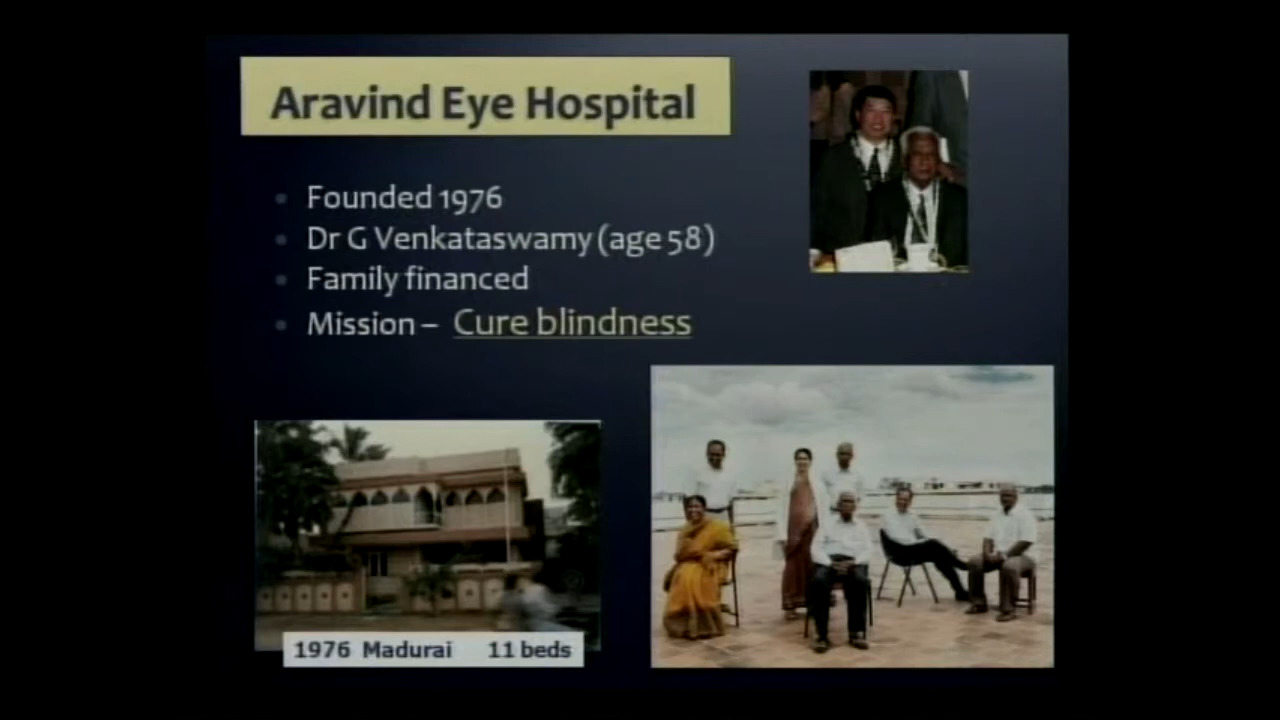 Aravind Eye Hospital
Founded 1976
Dr G Venkataswamy (age 58)
Family financed
Mission – Cure blindness
1976 Madurai 11 beds